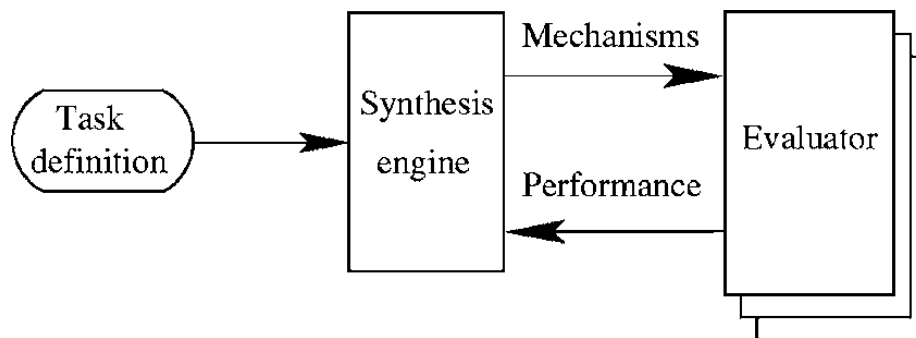 Task
definition
Synthesis
engine
Mechanisms
Performance
Evaluator